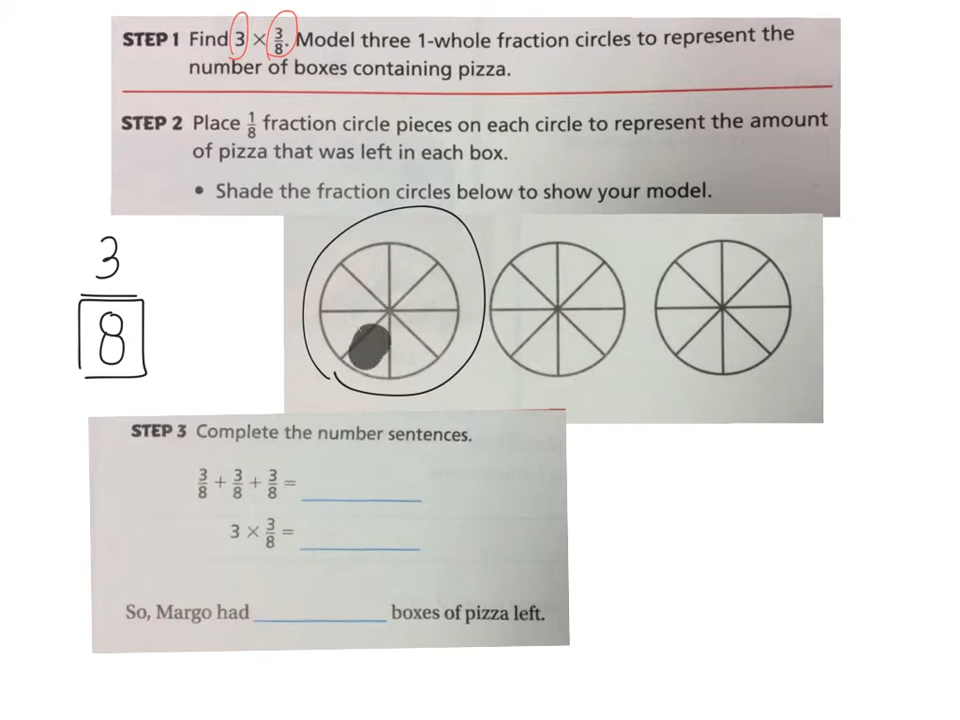 STEP 1 Find 3 × 3/8. Model three 1-whole fraction circles to represent the
number of boxes containing pizza.
STEP 2 Place 1/8 fraction circle pieces on each circle to represent the amount
of pizza that was left in each box.
• Shade the fraction circles below to show your model.
3
8
STEP 3 Complete the number sentences.
3/8 + 3/8 + 3/8 = ________
3 × 3/8 = ________
So, Margo had ________ boxes of pizza left.